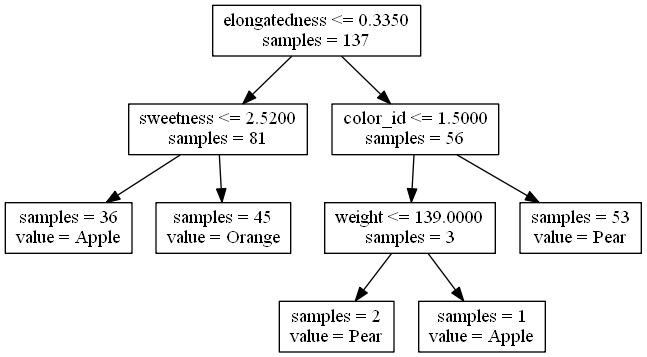 elongatedness <= 0.3350
samples = 137
sweetness <= 2.5200
samples = 81
color_id <= 1.5000
samples = 56
samples = 36
value = Apple
samples = 45
value = Orange
weight <= 139.0000
samples = 3
samples = 53
value = Pear
samples = 2
value = Pear
samples = 1
value = Apple